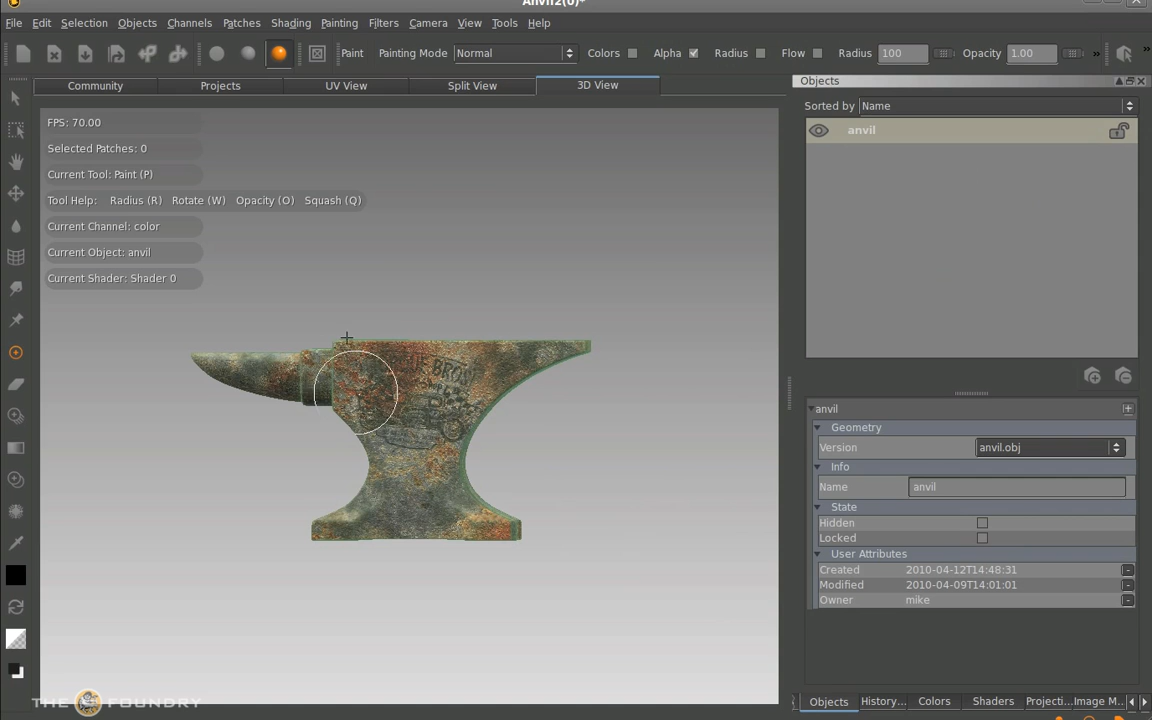 Anvil2(0)*
File Edit Selection Objects Channels Patches Shading Painting Filters Camera View Tools Help
Paint Painting Mode Normal Colors Alpha Radius Flow Radius 100 Opacity 1.00 »
Community Projects UV View Split View 3D View
Objects
FPS: 70.00
Selected Patches: 0
Current Tool: Paint (P)
Tool Help: Radius (R) Rotate (W) Opacity (O) Squash (Q)
Current Channel: color
Current Object: anvil
Current Shader: Shader 0
BROS
THE FOUNDRY
Sorted by Name
anvil
anvil
Geometry
Version anvil.obj
Info
Name anvil
State
Hidden
Locked
User Attributes
Created 2010-04-12T14:48:31
Modified 2010-04-09T14:01:01
Owner mike
Objects History... Colors Shaders Projecti... Image M...